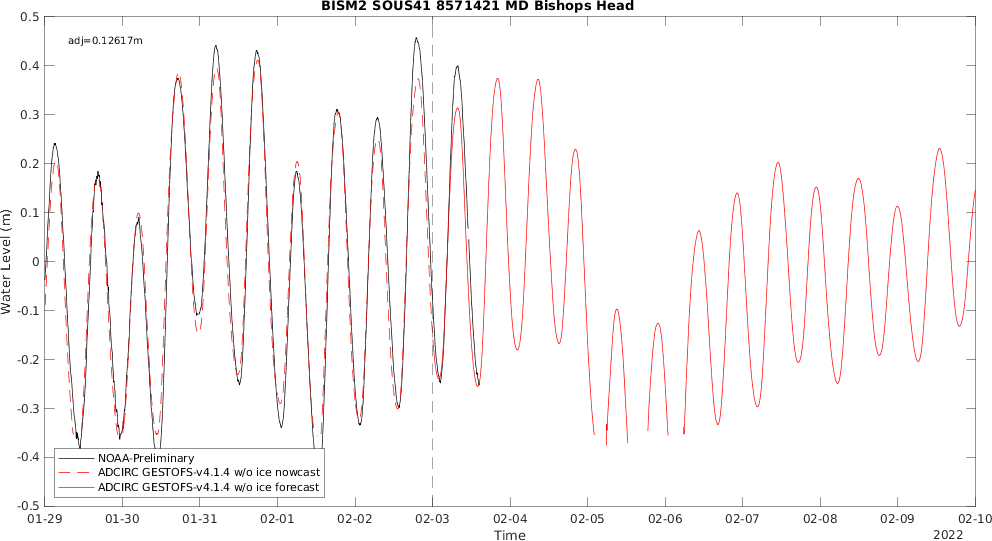 BISM2 SOUS41 8571421 MD Bishops Head
adj=0.12617m
0.5
0.4
0.3
0.2
0.1
0
-0.1
-0.2
-0.3
-0.4
-0.5
Water Level (m)
NOAA-Preliminary
ADCIRC GESTOFS-v4.1.4 w/o ice nowcast
ADCIRC GESTOFS-v4.1.4 w/o ice forecast
01-29 01-30 01-31 02-01 02-02 02-03 02-04 02-05 02-06 02-07 02-08 02-09 02-10
Time
2022